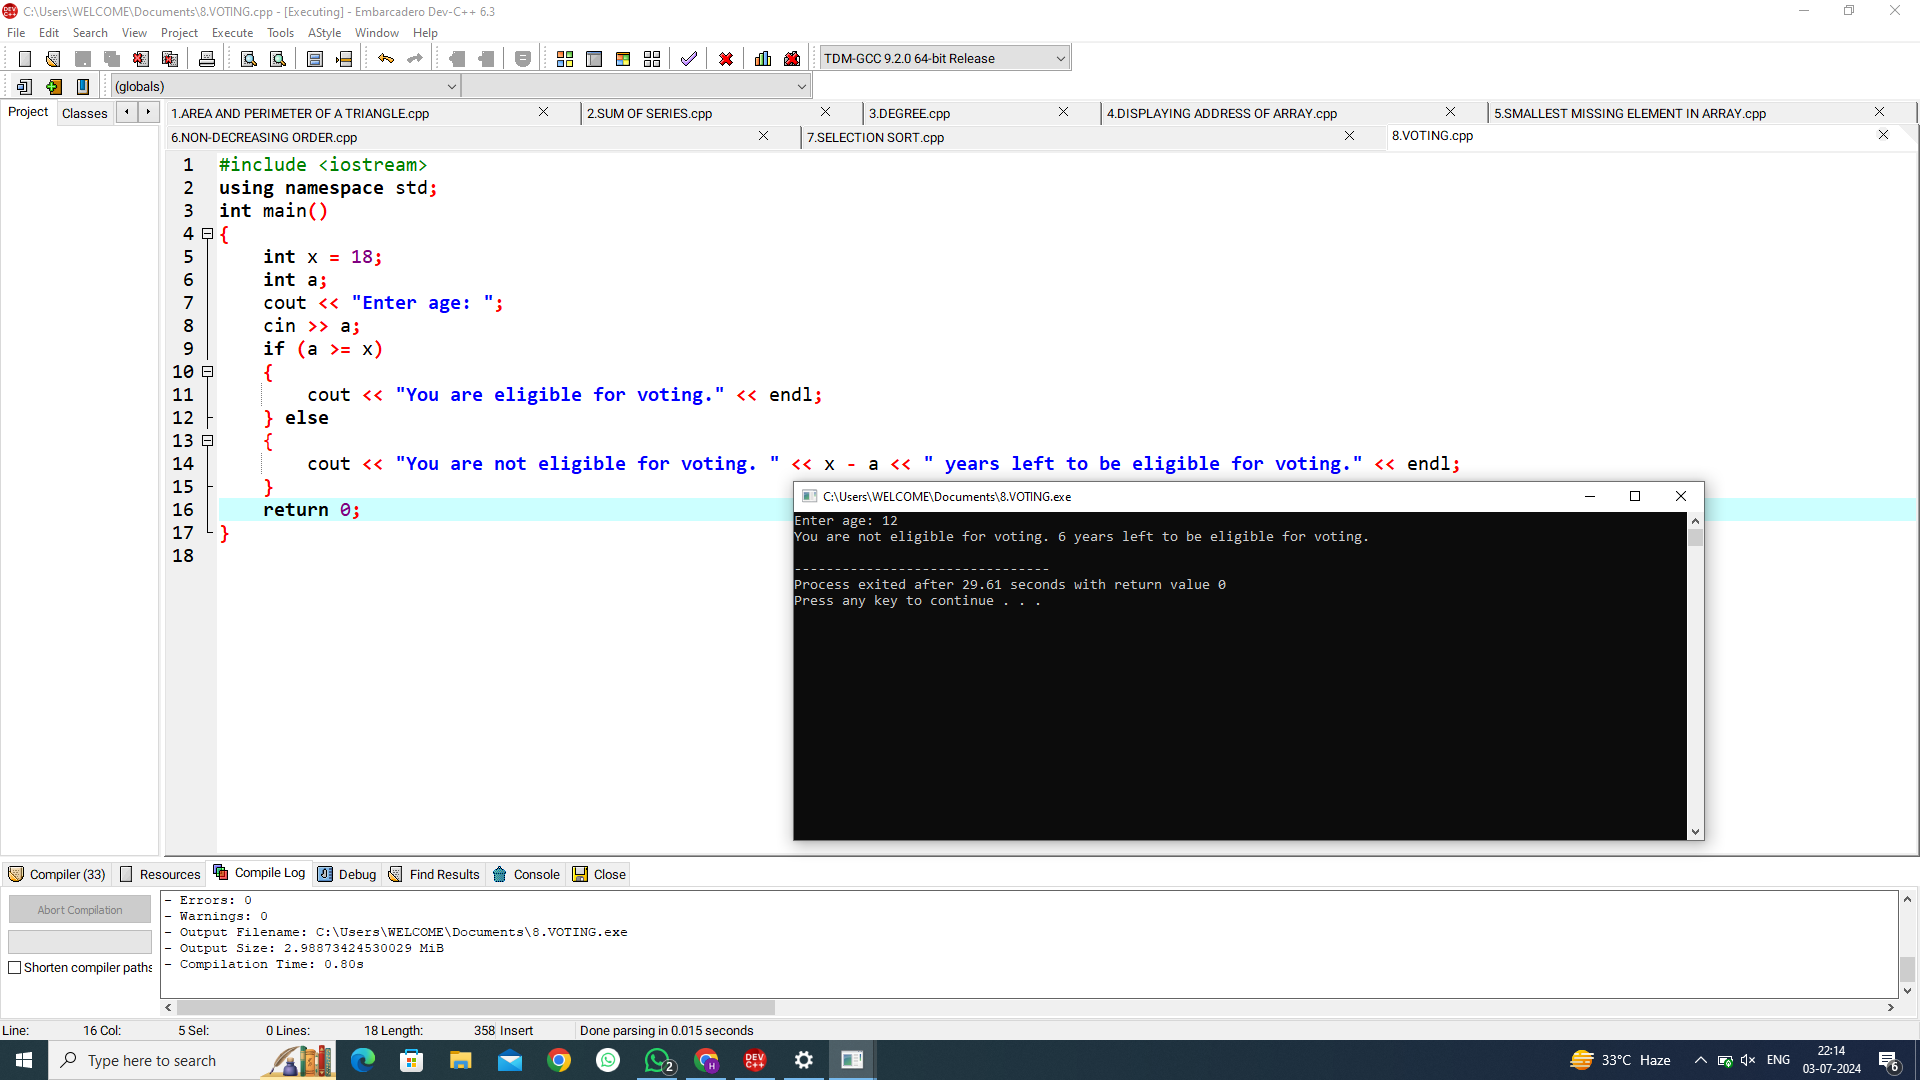 C:\Users\WELCOME\Documents\8.VOTING.cpp - [Executing] - Embarcadero Dev-C++ 6.3
File Edit Search View Project Execute Tools AStyle Window Help
TDM-GCC 9.2.0 64-bit Release
(globals)
Project Classes
1.AREA AND PERIMETER OF A TRIANGLE.cpp 2.SUM OF SERIES.cpp 3.DEGREE.cpp 4.DISPLAYING ADDRESS OF ARRAY.cpp 5.SMALLEST MISSING ELEMENT IN ARRAY.cpp
6.NON-DECREASING ORDER.cpp 7.SELECTION SORT.cpp 8.VOTING.cpp
1 #include <iostream>
2 using namespace std;
3 int main()
4 {
5 int x = 18;
6 int a;
7 cout << "Enter age: ";
8 cin >> a;
9 if (a >= x)
10 {
11 cout << "You are eligible for voting." << endl;
12 } else
13 {
14 cout << "You are not eligible for voting. " << x - a << " years left to be eligible for voting." << endl;
15 }
16 return 0;
17 }
18
C:\Users\WELCOME\Documents\8.VOTING.exe
Enter age: 12
You are not eligible for voting. 6 years left to be eligible for voting.
--------------------------------
Process exited after 29.61 seconds with return value 0
Press any key to continue . . .
Compiler (33) Resources Compile Log Debug Find Results Console Close
Abort Compilation
Shorten compiler paths
- Errors: 0
- Warnings: 0
- Output Filename: C:\Users\WELCOME\Documents\8.VOTING.exe
- Output Size: 2.98873424530029 MiB
- Compilation Time: 0.80s
Line: 16 Col: 5 Sel: 0 Lines: 18 Length: 358 Insert Done parsing in 0.015 seconds
Type here to search
2
H
DEV C++
33°C Haze
ENG
22:14
03-07-2024
6